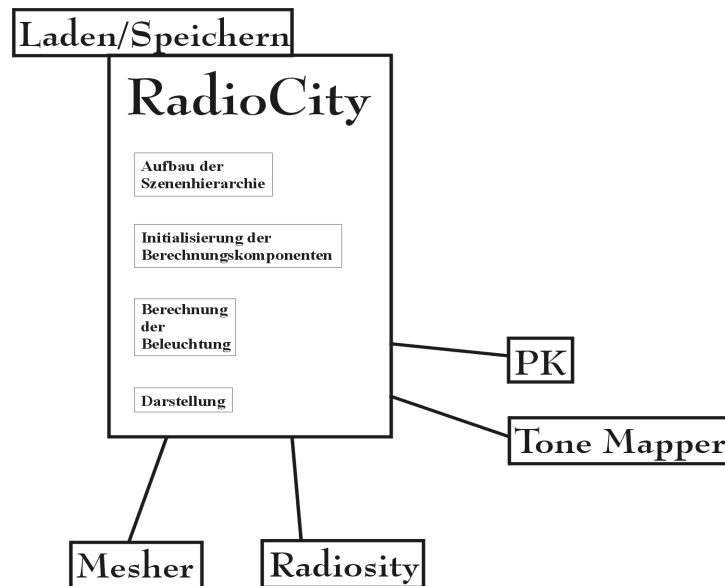 Laden/Speichern
RadioCity
Aufbau der
Szenenhierarchie
Initialisierung der
Berechnungskomponenten
Berechnung
der
Beleuchtung
Darstellung
PK
Tone Mapper
Mesher
Radiosity